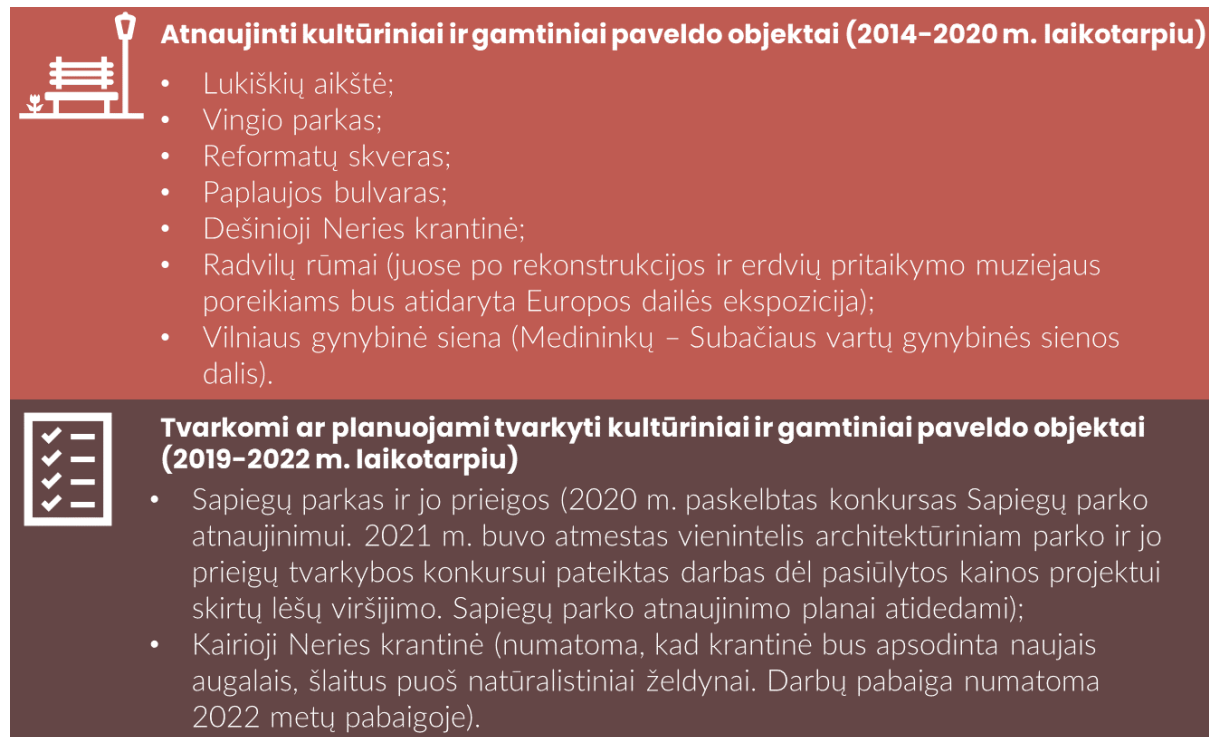 Atnaujinti kultūriniai ir gamtiniai paveldo objektai (2014-2020 m. laikotarpiu)
• Lukiškių aikštė;
• Vingio parkas;
• Reformatų skveras;
• Paplaujos bulvaras;
• Dešinioji Neries krantinė;
• Radvilų rūmai (juose po rekonstrukcijos ir erdvių pritaikymo muziejaus
poreikiams bus atidaryta Europos dailės ekspozicija);
• Vilniaus gynybinė siena (Medininkų – Subačiaus vartų gynybinės sienos
dalis).
Tvarkomi ar planuojami tvarkyti kultūriniai ir gamtiniai paveldo objektai
(2019-2022 m. laikotarpiu)
• Sapiegų parkas ir jo prieigos (2020 m. paskelbtas konkursas Sapiegų parko
atnaujinimui. 2021 m. buvo atmestas vienintelis architektūriniam parko ir jo
prieigų tvarkybos konkursui pateiktas darbas dėl pasiūlytos kainos projektui
skirtų lėšų viršijimo. Sapiegų parko atnaujinimo planai atidedami);
• Kairioji Neries krantinė (numatoma, kad krantinė bus apsodinta naujais
augalais, šlaitus puoš natūralistiniai želdynai. Darbų pabaiga numatoma
2022 metų pabaigoje).